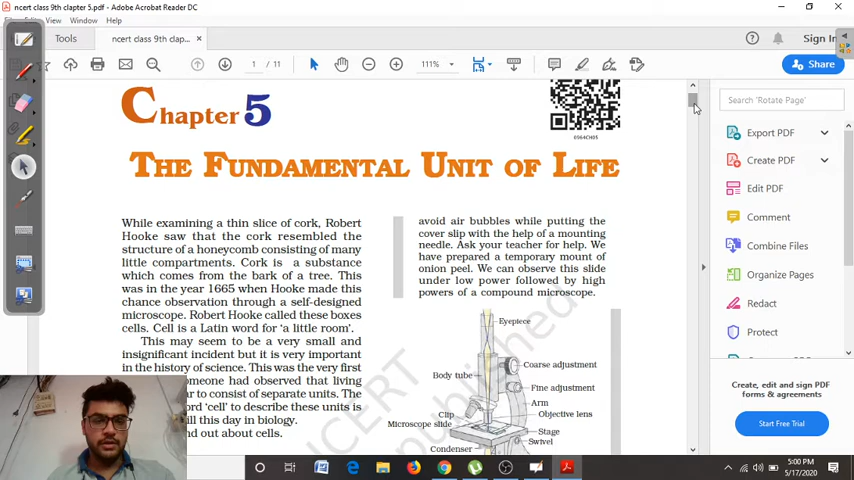 ncert class 9th chapter 5.pdf - Adobe Acrobat Reader DC
View Window Help
Tools
ncert class 9th chap... ×
Sign In
1 / 11
111%
Share
Chapter 5
0964CH05
THE FUNDAMENTAL UNIT OF LIFE
While examining a thin slice of cork, Robert
Hooke saw that the cork resembled the
structure of a honeycomb consisting of many
little compartments. Cork is a substance
which comes from the bark of a tree. This
was in the year 1665 when Hooke made this
chance observation through a self-designed
microscope. Robert Hooke called these boxes
cells. Cell is a Latin word for ‘a little room’.
This may seem to be a very small and
insignificant incident but it is very important
in the history of science. This was the very first
someone had observed that living
to consist of separate units. The
word ‘cell’ to describe these units is
till this day in biology.
out about cells.
avoid air bubbles while putting the
cover slip with the help of a mounting
needle. Ask your teacher for help. We
have prepared a temporary mount of
onion peel. We can observe this slide
under low power followed by high
powers of a compound microscope.
Eyepiece
Coarse adjustment
Body tube
Fine adjustment
Arm
Clip
Objective lens
Microscope slide
Stage
Swivel
Condenser
NCERT
published
Search 'Rotate Page'
Export PDF
Create PDF
Edit PDF
Comment
Combine Files
Organize Pages
Redact
Protect
Create, edit and sign PDF
forms & agreements
Start Free Trial
5:00 PM
5/17/2020